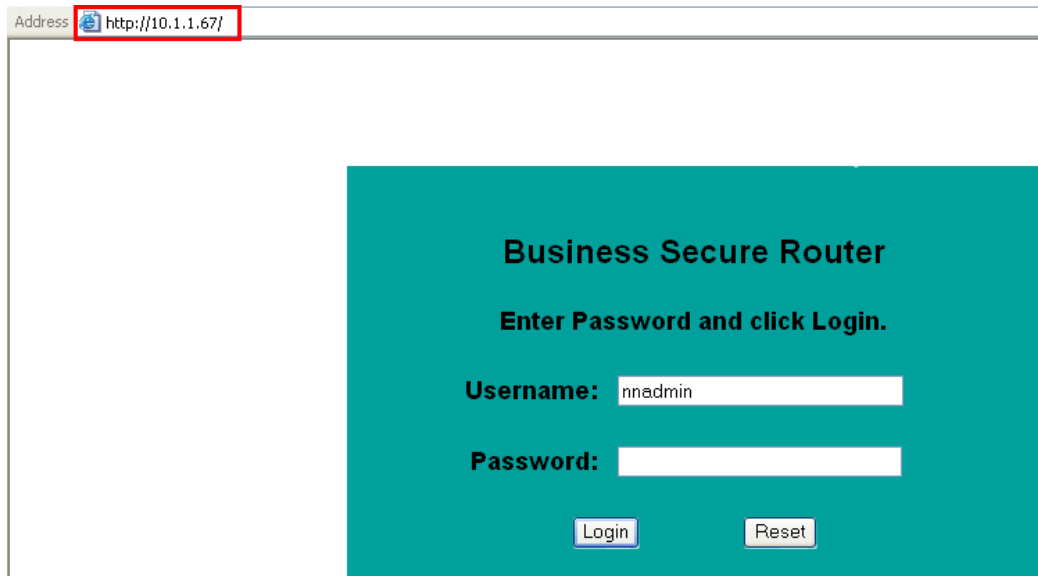 Address http://10.1.1.67/
Business Secure Router
Enter Password and click Login.
Username: nnadmin
Password:
Login Reset